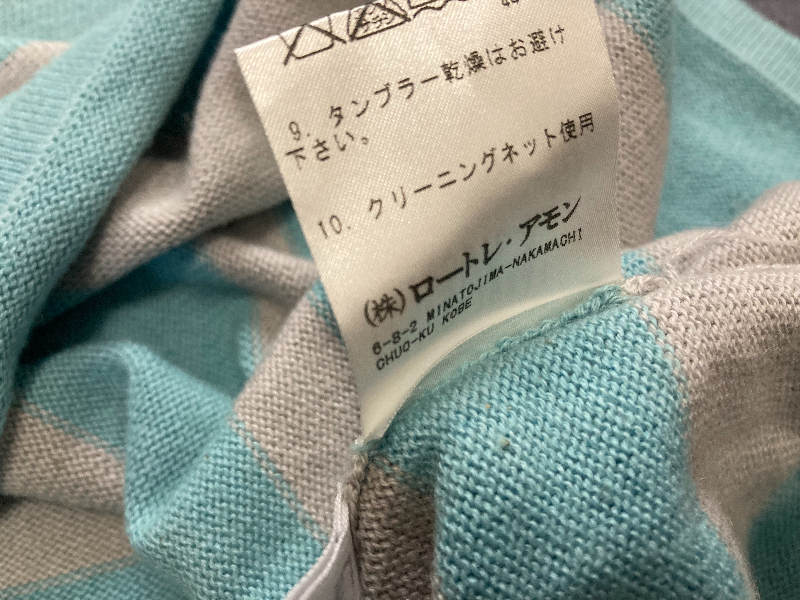 9. タンブラー乾燥はお避け
下さい。
10. クリーニングネット使用
(株)ロートレ・アモン
6-8-2 MINATOJIMA-NAKAMACHI
CHUO-KU KOBE